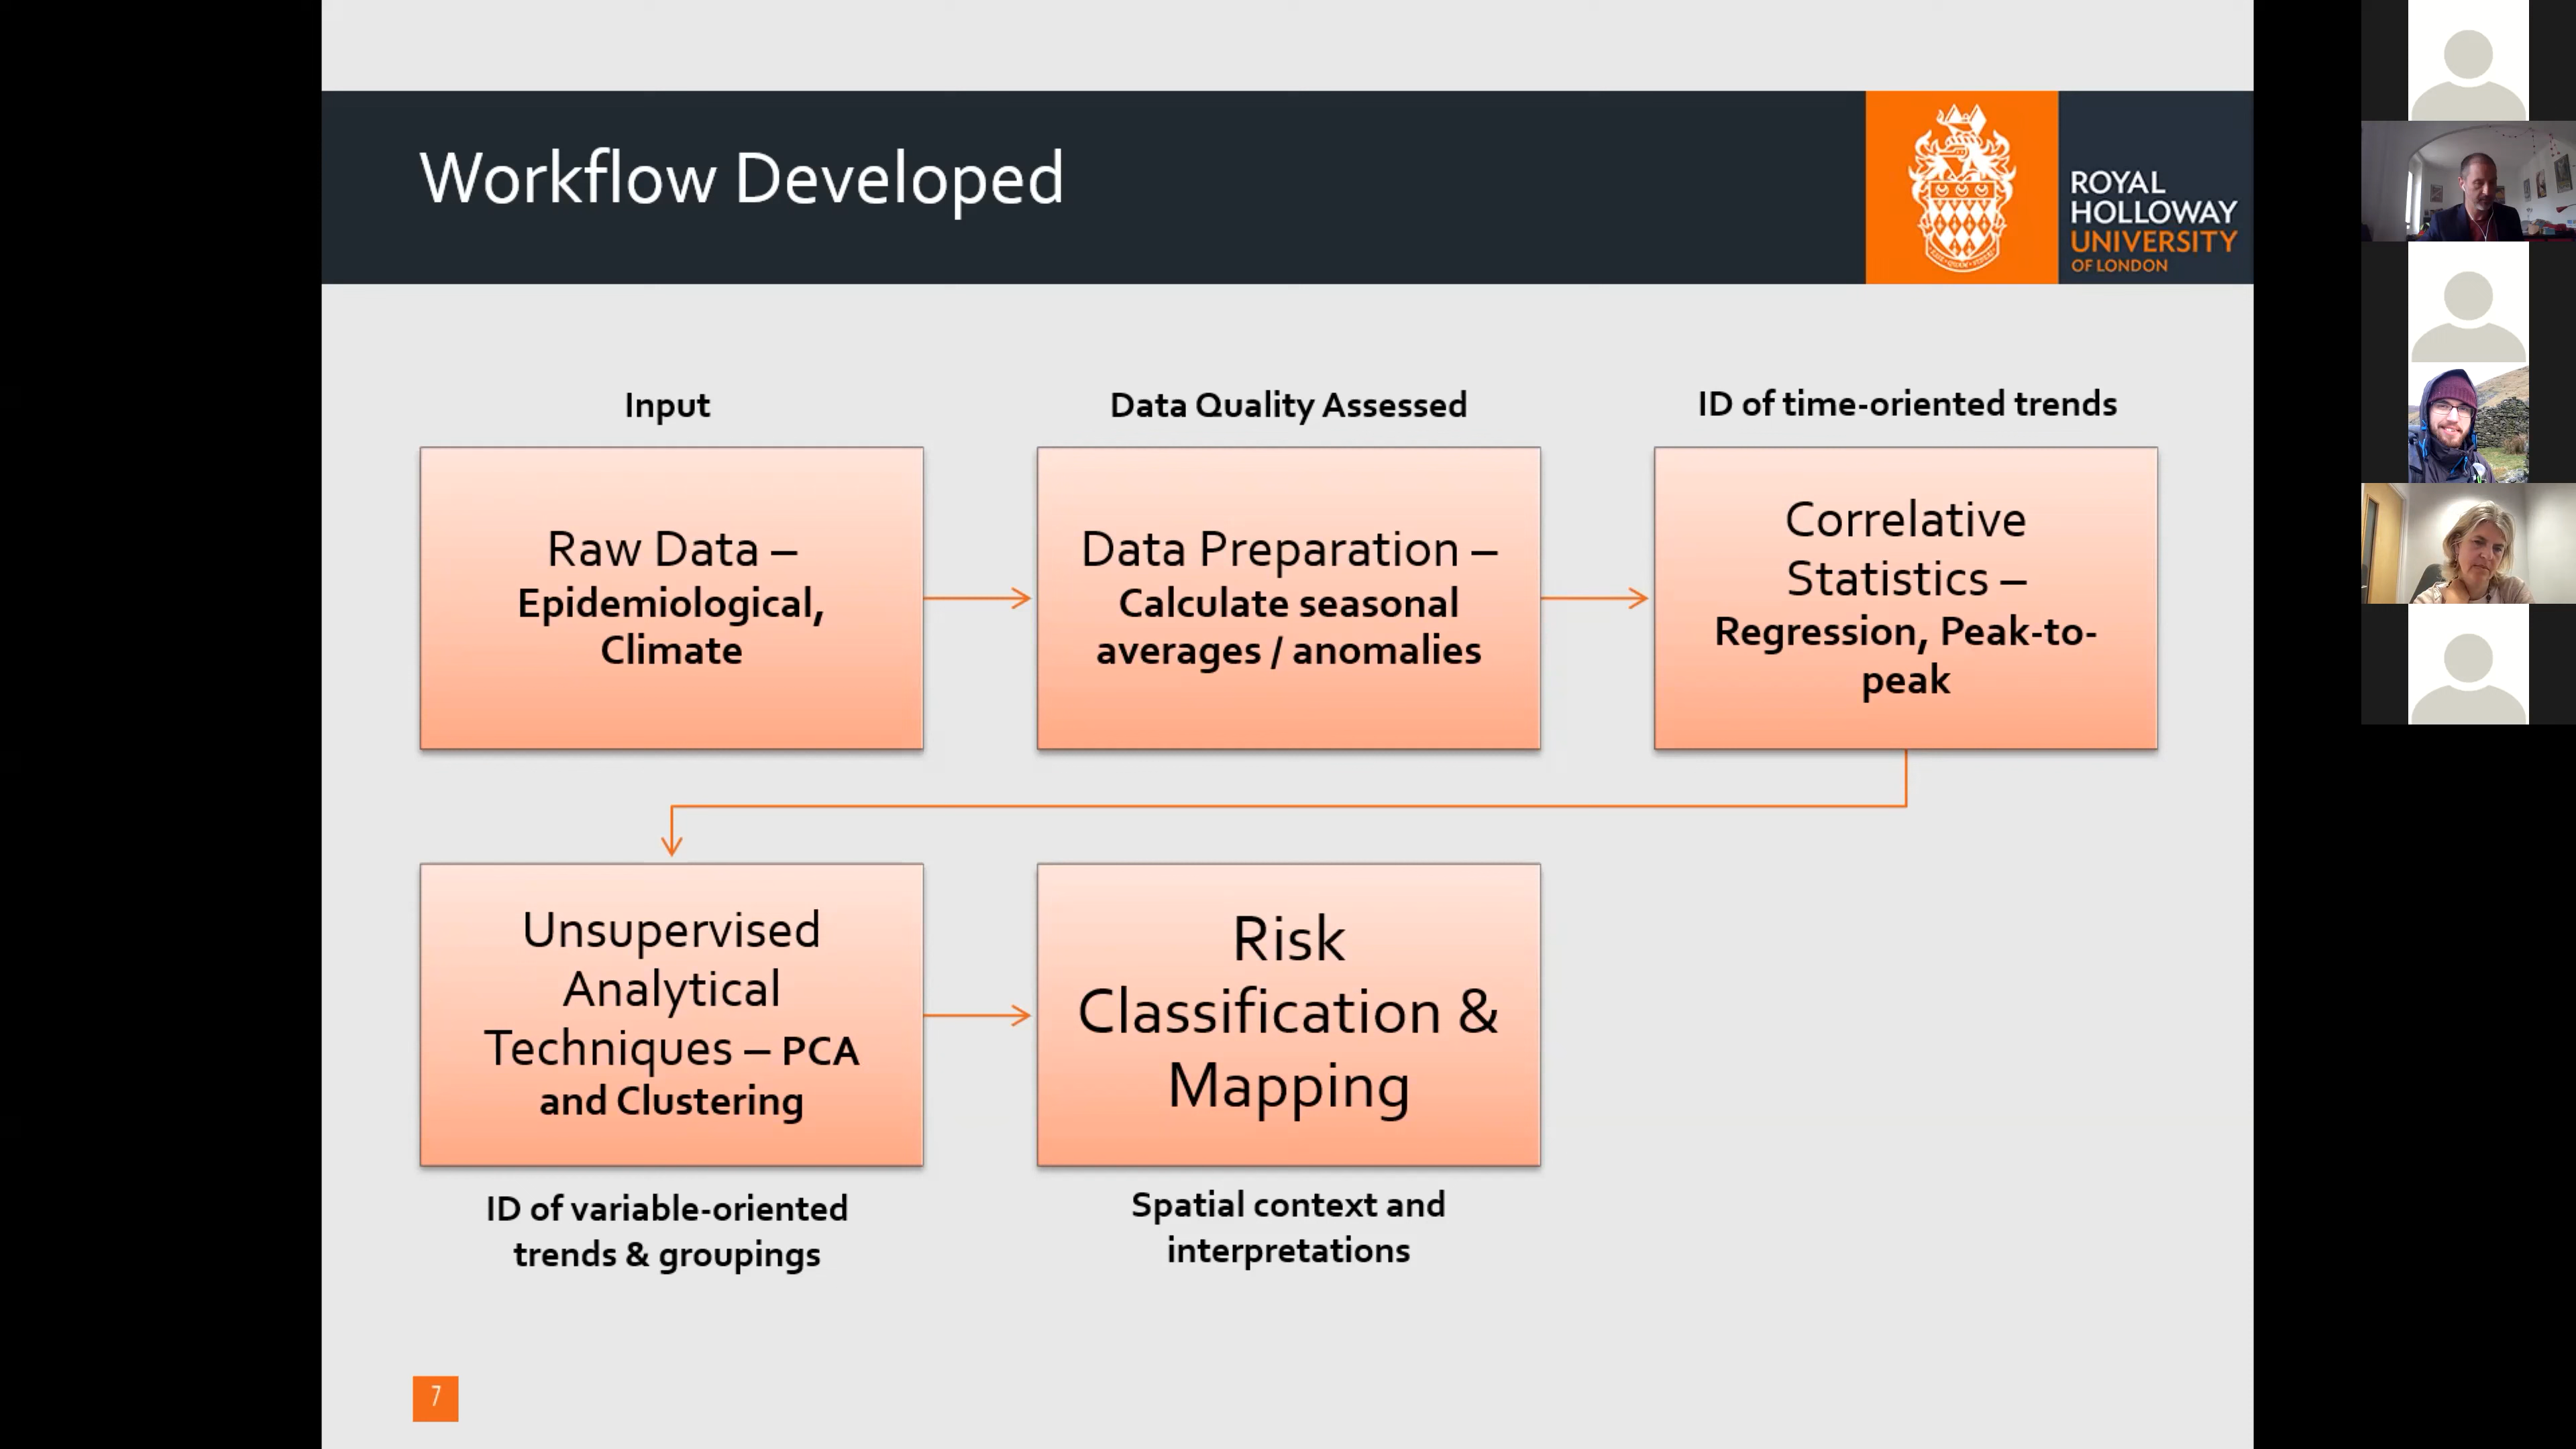 Workflow Developed
ROYAL
HOLLOWAY
UNIVERSITY
OF LONDON
Input
Raw Data –
Epidemiological,
Climate
Data Quality Assessed
Data Preparation –
Calculate seasonal
averages / anomalies
ID of time-oriented trends
Correlative
Statistics –
Regression, Peak-to-
peak
Unsupervised
Analytical
Techniques – PCA
and Clustering
ID of variable-oriented
trends & groupings
Risk
Classification &
Mapping
Spatial context and
interpretations
7